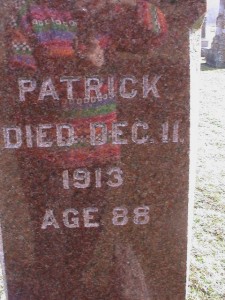 PATRICK
DIED DEC. 11,
1913
AGE 88